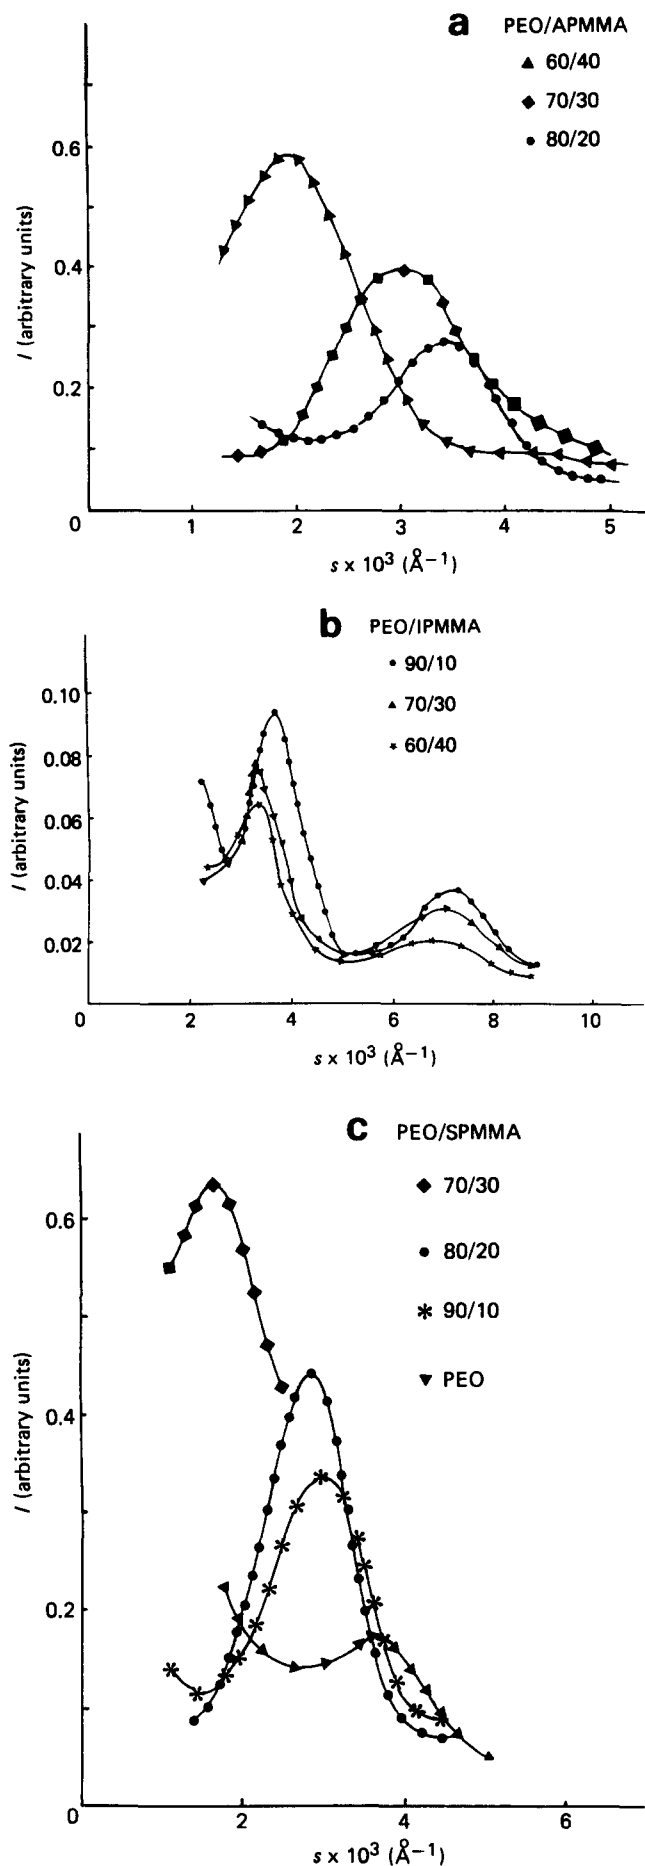 a PEO/APMMA
▲ 60/40
◆ 70/30
● 80/20
0.6
0.4
0.2
0
1 2 3 4 5
I (arbitrary units)
s x 10³ (Å⁻¹)
b PEO/IPMMA
● 90/10
▲ 70/30
★ 60/40
0.10
0.08
0.06
0.04
0.02
0 2 4 6 8 10
I (arbitrary units)
s x 10³ (Å⁻¹)
c PEO/SPMMA
◆ 70/30
● 80/20
✳ 90/10
▼ PEO
0.6
0.4
0.2
0 2 4 6
I (arbitrary units)
s x 10³ (Å⁻¹)